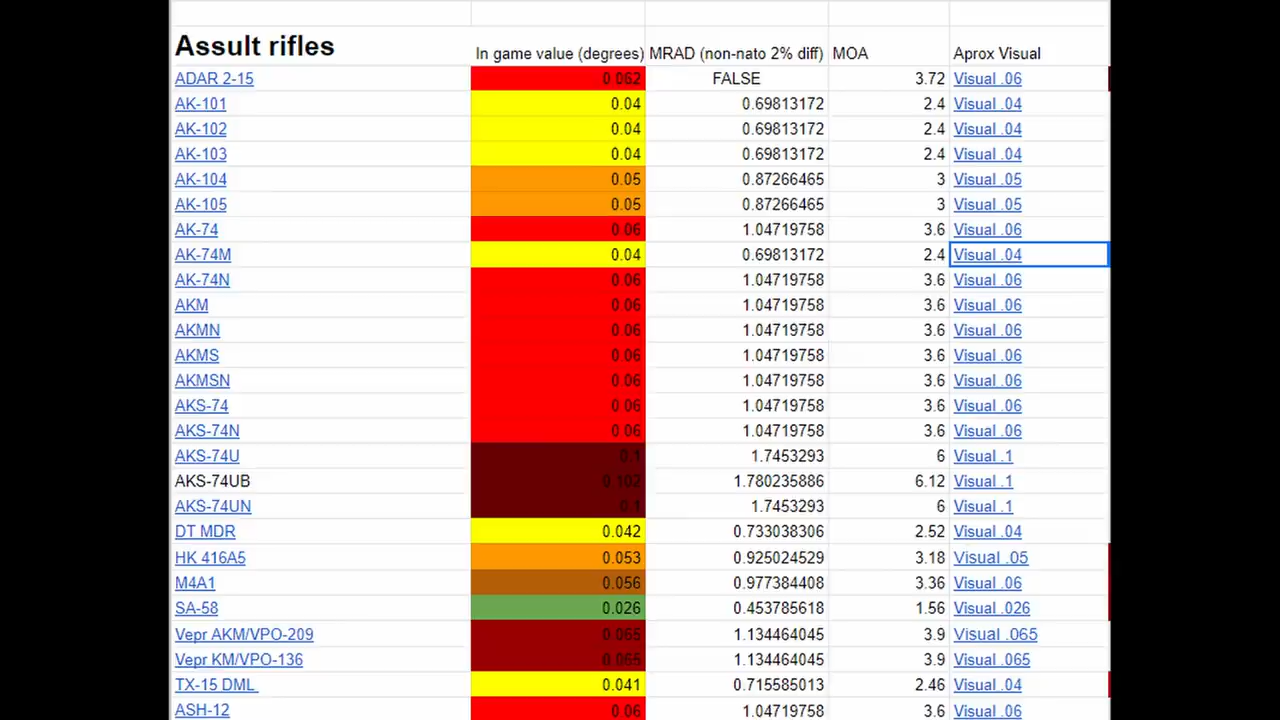 Assult rifles In game value (degrees) MRAD (non-nato 2% diff) MOA Aprox Visual
ADAR 2-15 0.062 FALSE 3.72 Visual .06
AK-101 0.04 0.69813172 2.4 Visual .04
AK-102 0.04 0.69813172 2.4 Visual .04
AK-103 0.04 0.69813172 2.4 Visual .04
AK-104 0.05 0.87266465 3 Visual .05
AK-105 0.05 0.87266465 3 Visual .05
AK-74 0.06 1.04719758 3.6 Visual .06
AK-74M 0.04 0.69813172 2.4 Visual .04
AK-74N 0.06 1.04719758 3.6 Visual .06
AKM 0.06 1.04719758 3.6 Visual .06
AKMN 0.06 1.04719758 3.6 Visual .06
AKMS 0.06 1.04719758 3.6 Visual .06
AKMSN 0.06 1.04719758 3.6 Visual .06
AKS-74 0.06 1.04719758 3.6 Visual .06
AKS-74N 0.06 1.04719758 3.6 Visual .06
AKS-74U 0.1 1.7453293 6 Visual .1
AKS-74UB 0.102 1.780235886 6.12 Visual .1
AKS-74UN 0.1 1.7453293 6 Visual .1
DT MDR 0.042 0.733038306 2.52 Visual .04
HK 416A5 0.053 0.925024529 3.18 Visual .05
M4A1 0.056 0.977384408 3.36 Visual .06
SA-58 0.026 0.453785618 1.56 Visual .026
Vepr AKM/VPO-209 0.065 1.134464045 3.9 Visual .065
Vepr KM/VPO-136 0.065 1.134464045 3.9 Visual .065
TX-15 DML 0.041 0.715585013 2.46 Visual .04
ASH-12 0.06 1.04719758 3.6 Visual .06